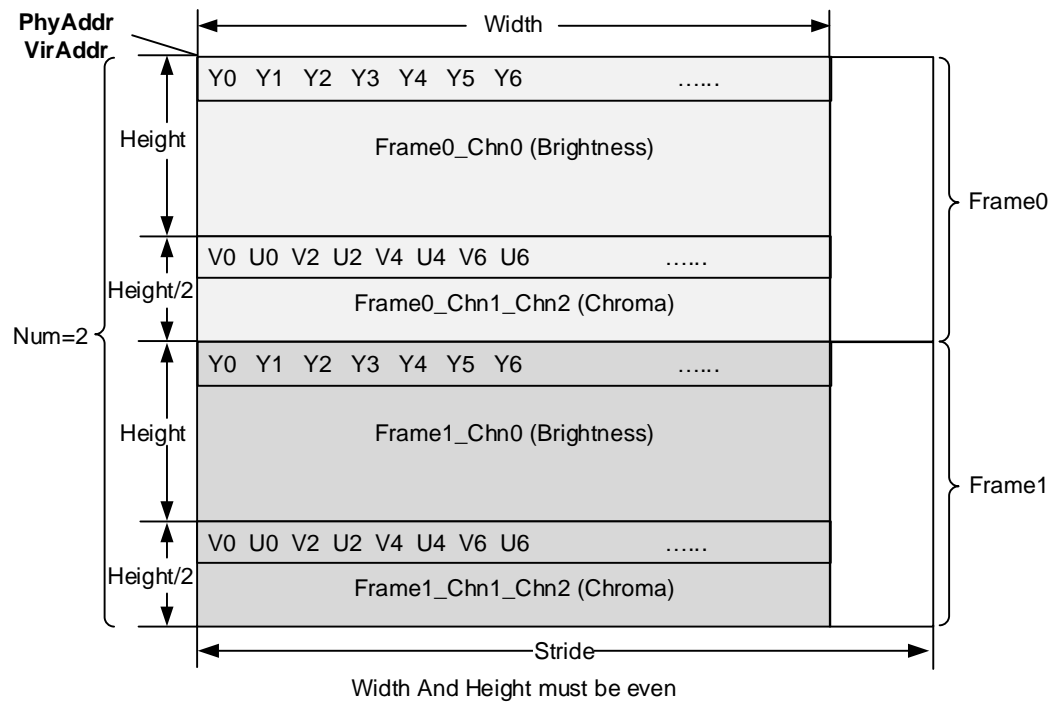 PhyAddr
VirAddr
Width
Y0 Y1 Y2 Y3 Y4 Y5 Y6 ......
Height
Frame0_Chn0 (Brightness)
Frame0
V0 U0 V2 U2 V4 U4 V6 U6 ......
Height/2
Frame0_Chn1_Chn2 (Chroma)
Num=2
Y0 Y1 Y2 Y3 Y4 Y5 Y6 ......
Height
Frame1_Chn0 (Brightness)
Frame1
V0 U0 V2 U2 V4 U4 V6 U6 ......
Height/2
Frame1_Chn1_Chn2 (Chroma)
Stride
Width And Height must be even